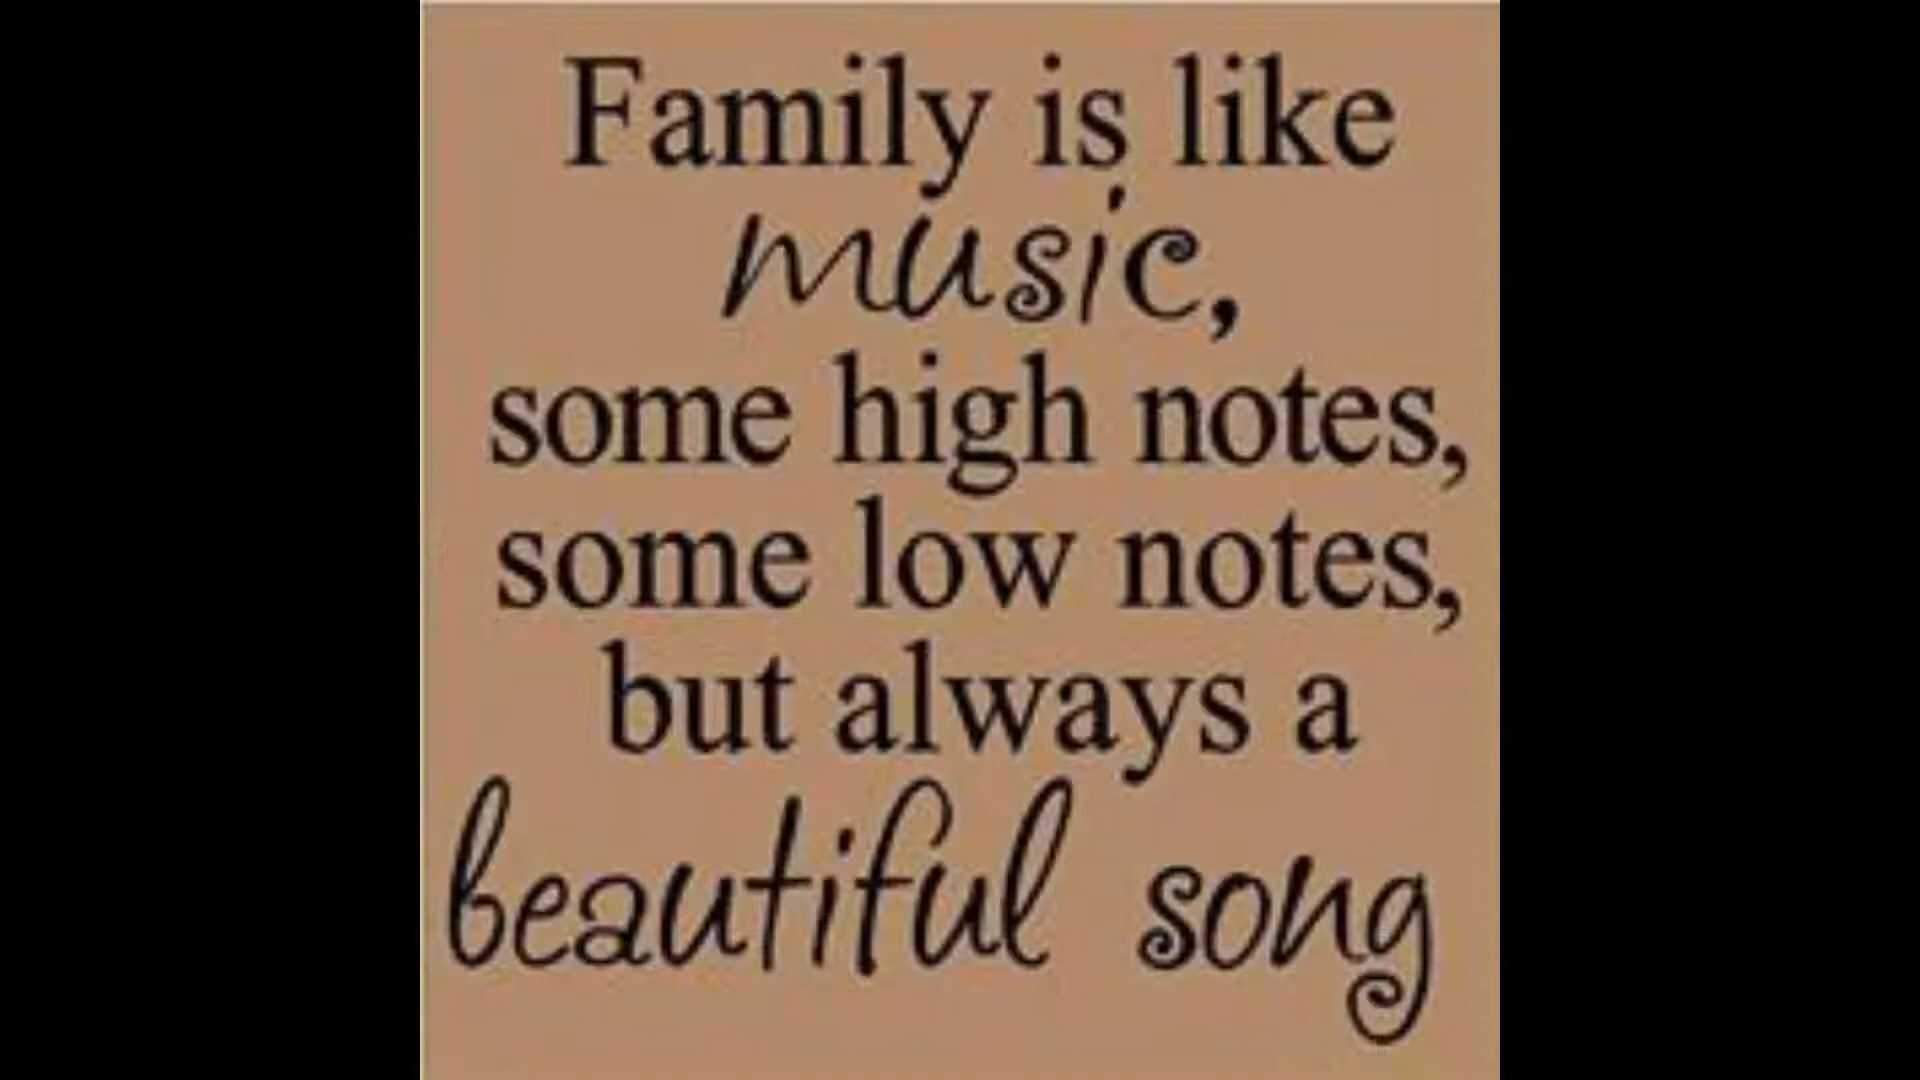 Family is like
music,
some high notes,
some low notes,
but always a
beautiful song